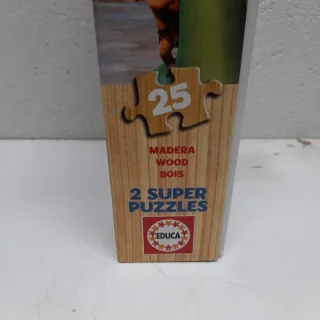 25
MADERA
WOOD
BOIS
2 SUPER
PUZZLES
EDUCA